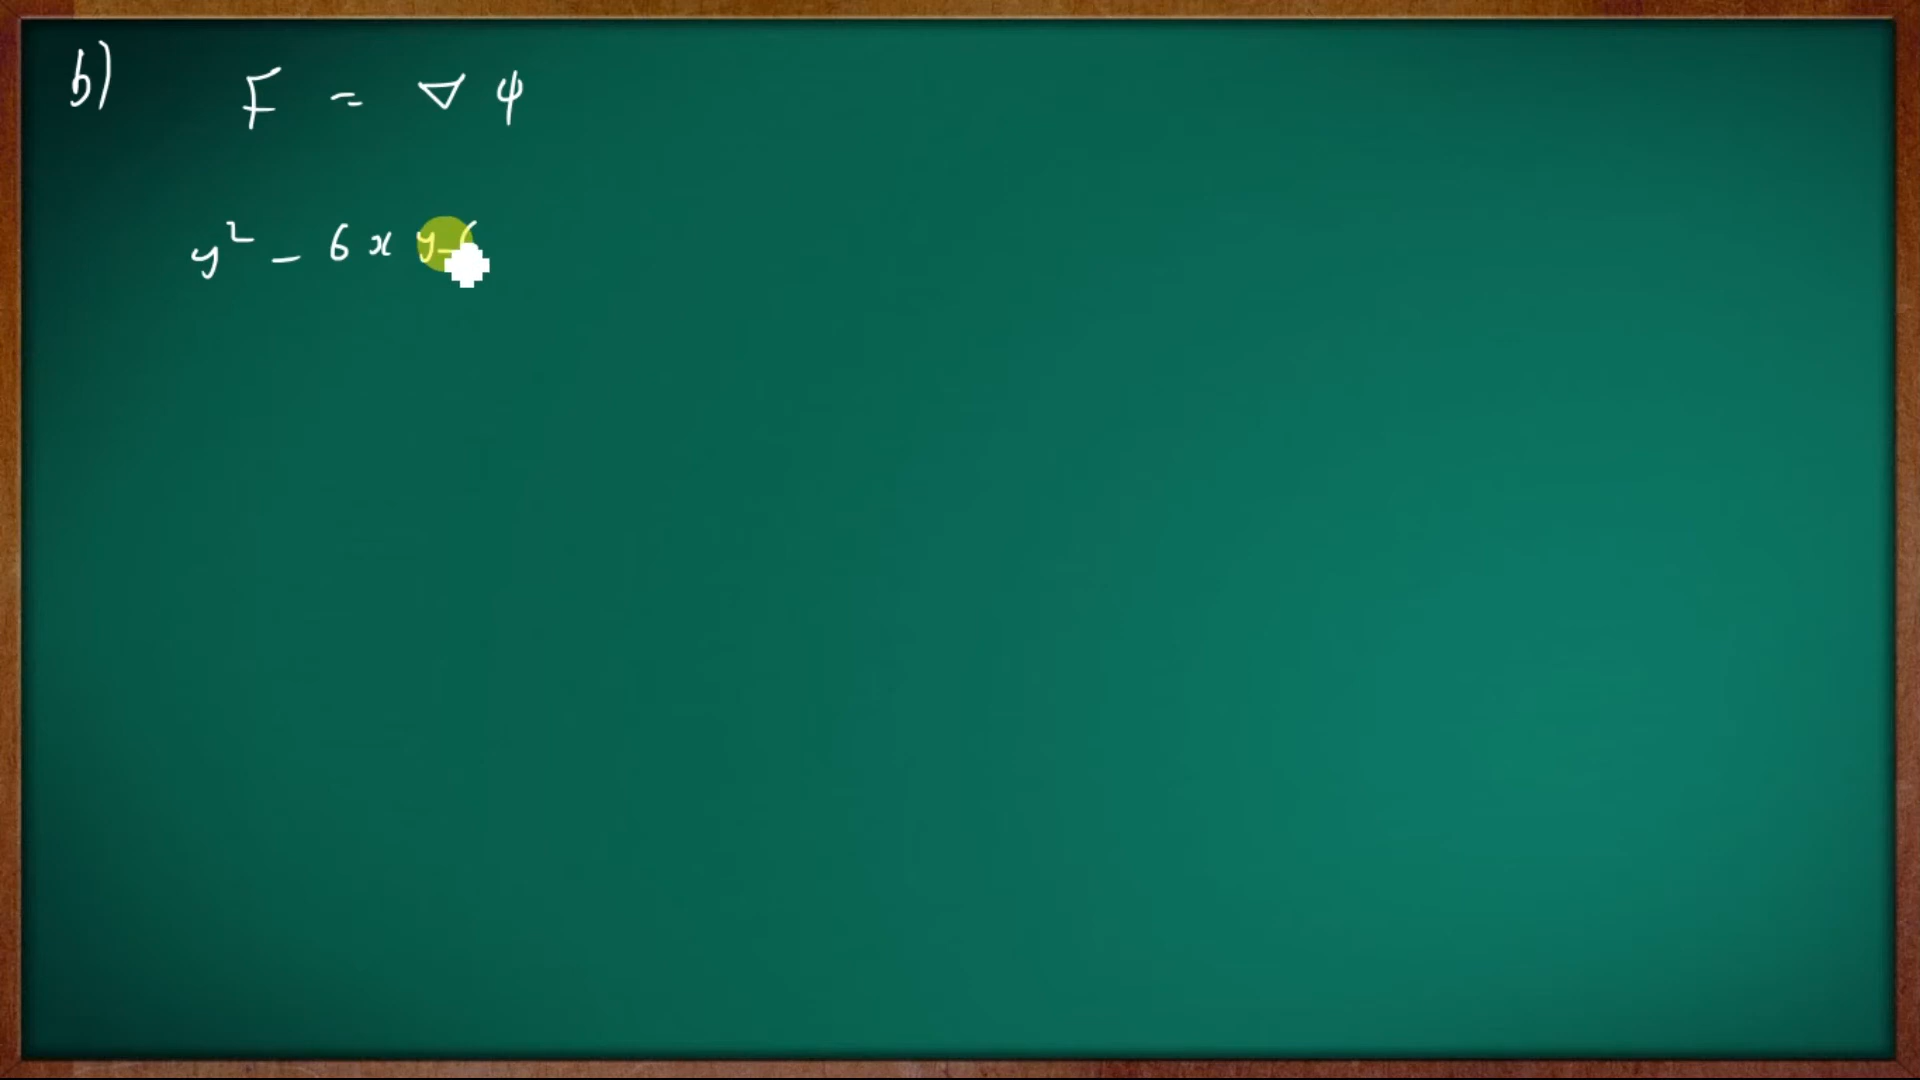 b) F = ∇ ψ
y² - 6 x y -